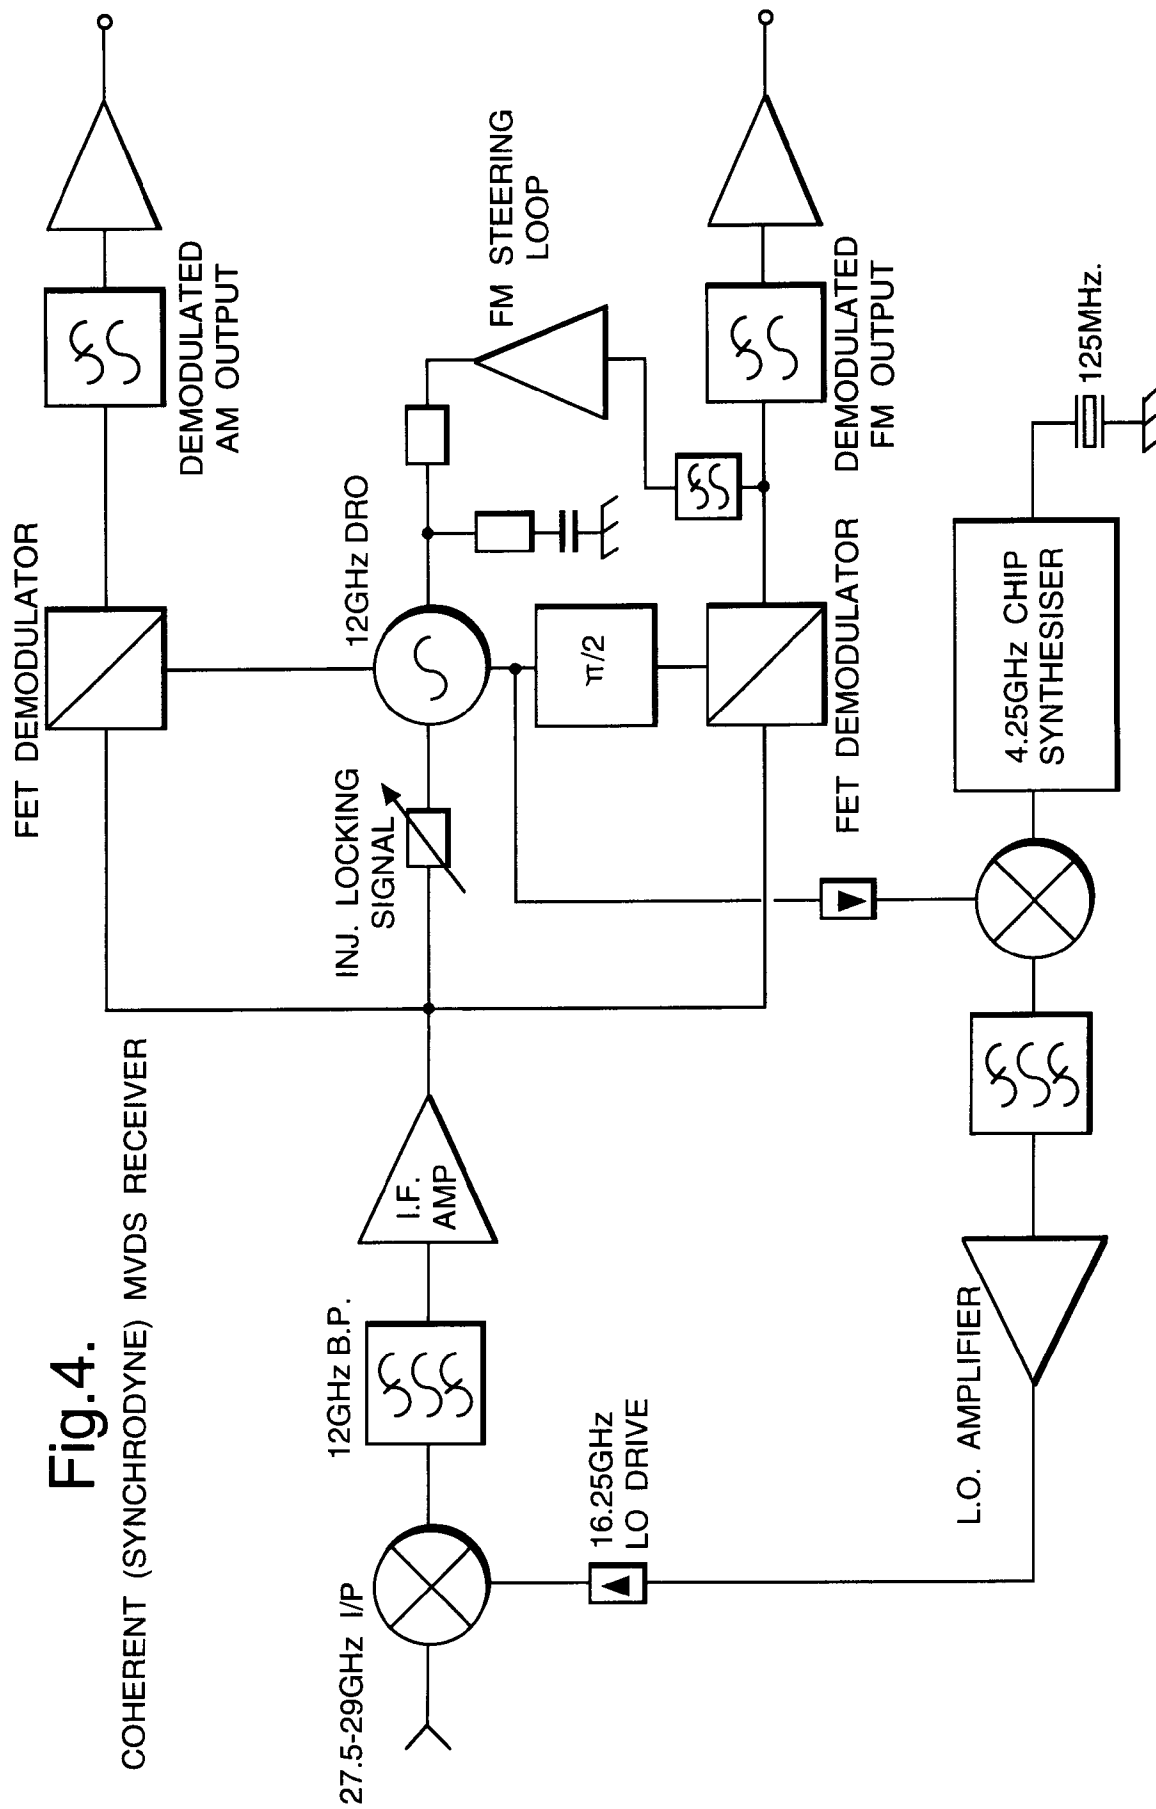 Fig.4.
COHERENT (SYNCHRODYNE) MVDS RECEIVER
27.5-29GHz I/P
12GHz B.P.
I.F.
AMP
INJ. LOCKING
SIGNAL
FET DEMODULATOR
DEMODULATED
AM OUTPUT
12GHz DRO
FM STEERING
LOOP
π/2
FET DEMODULATOR
DEMODULATED
FM OUTPUT
16.25GHz
LO DRIVE
L.O. AMPLIFIER
4.25GHz CHIP
SYNTHESISER
125MHz.